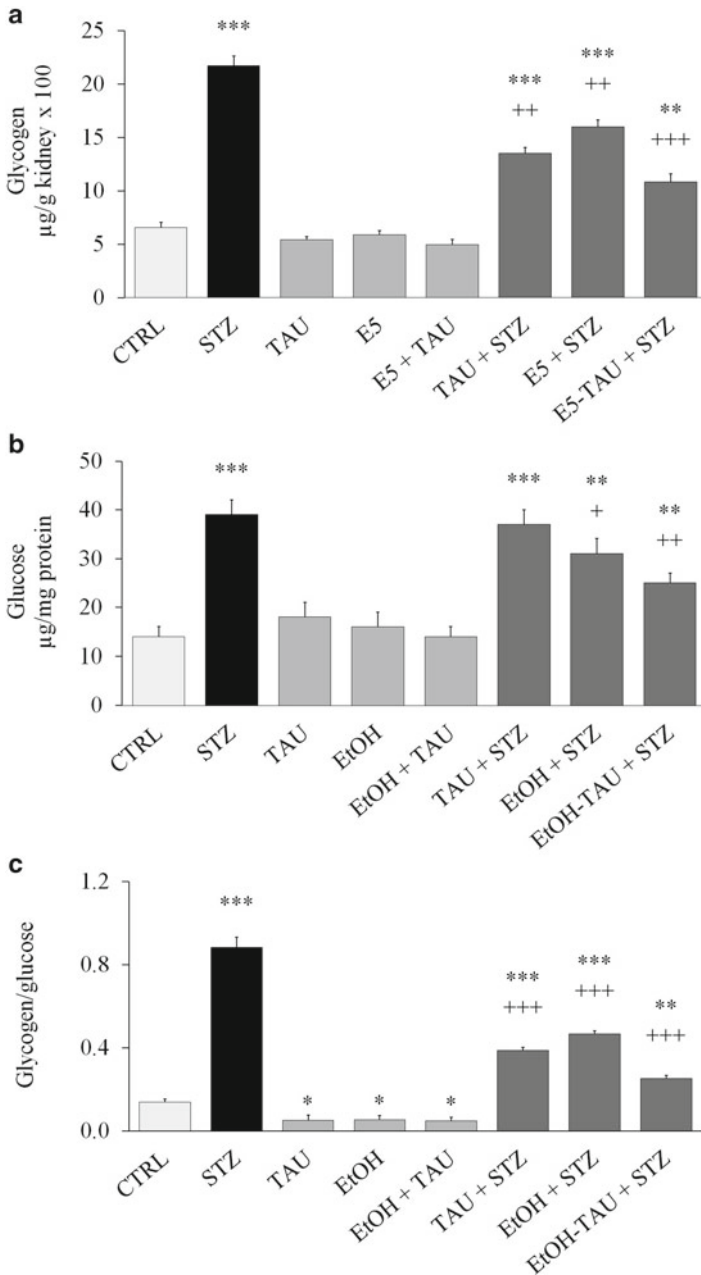 a
Glycogen
µg/g kidney x 100
25
20
15
10
5
0
***
***
++
***
++
**
+++
CTRL
STZ
TAU
E5
E5 + TAU
TAU + STZ
E5 + STZ
E5-TAU + STZ
b
Glucose
µg/mg protein
50
40
30
20
10
0
***
***
**
+
**
++
CTRL
STZ
TAU
EtOH
EtOH + TAU
TAU + STZ
EtOH + STZ
EtOH-TAU + STZ
c
Glycogen/glucose
1.2
0.8
0.4
0.0
***
*
*
*
***
+++
***
+++
**
+++
CTRL
STZ
TAU
EtOH
EtOH + TAU
TAU + STZ
EtOH + STZ
EtOH-TAU + STZ